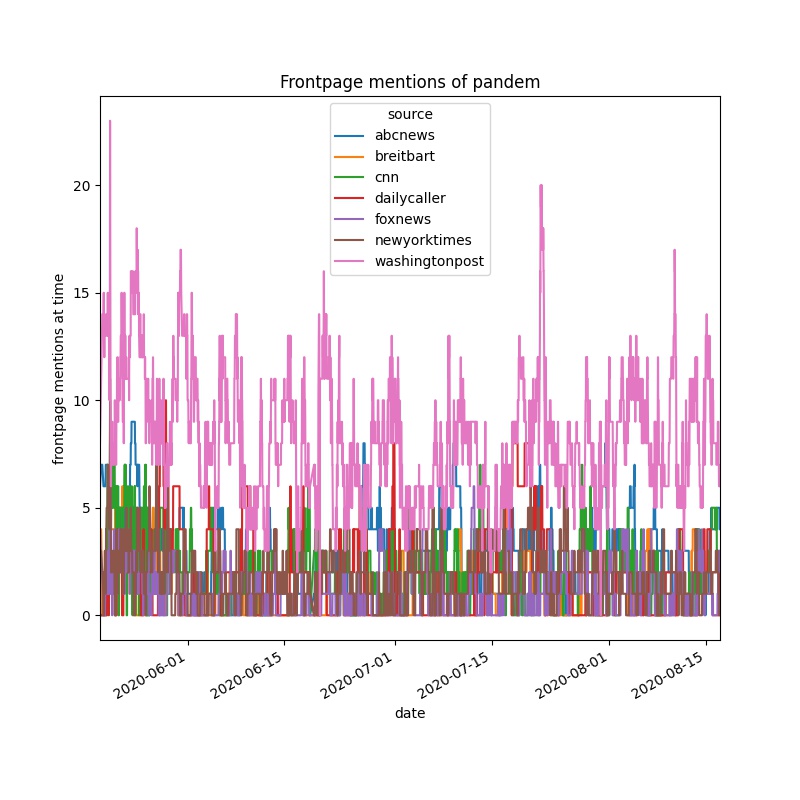 Frontpage mentions of pandem
source
abcnews
breitbart
cnn
dailycaller
foxnews
newyorktimes
washingtonpost
frontpage mentions at time
20
15
10
5
0
2020-06-01
2020-06-15
2020-07-01
2020-07-15
2020-08-01
2020-08-15
date